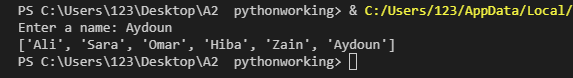 PS C:\Users\123\Desktop\A2  pythonworking> & C:/Users/123/AppData/Local/
Enter a name: Aydoun
['Ali', 'Sara', 'Omar', 'Hiba', 'Zain', 'Aydoun']
PS C:\Users\123\Desktop\A2  pythonworking>